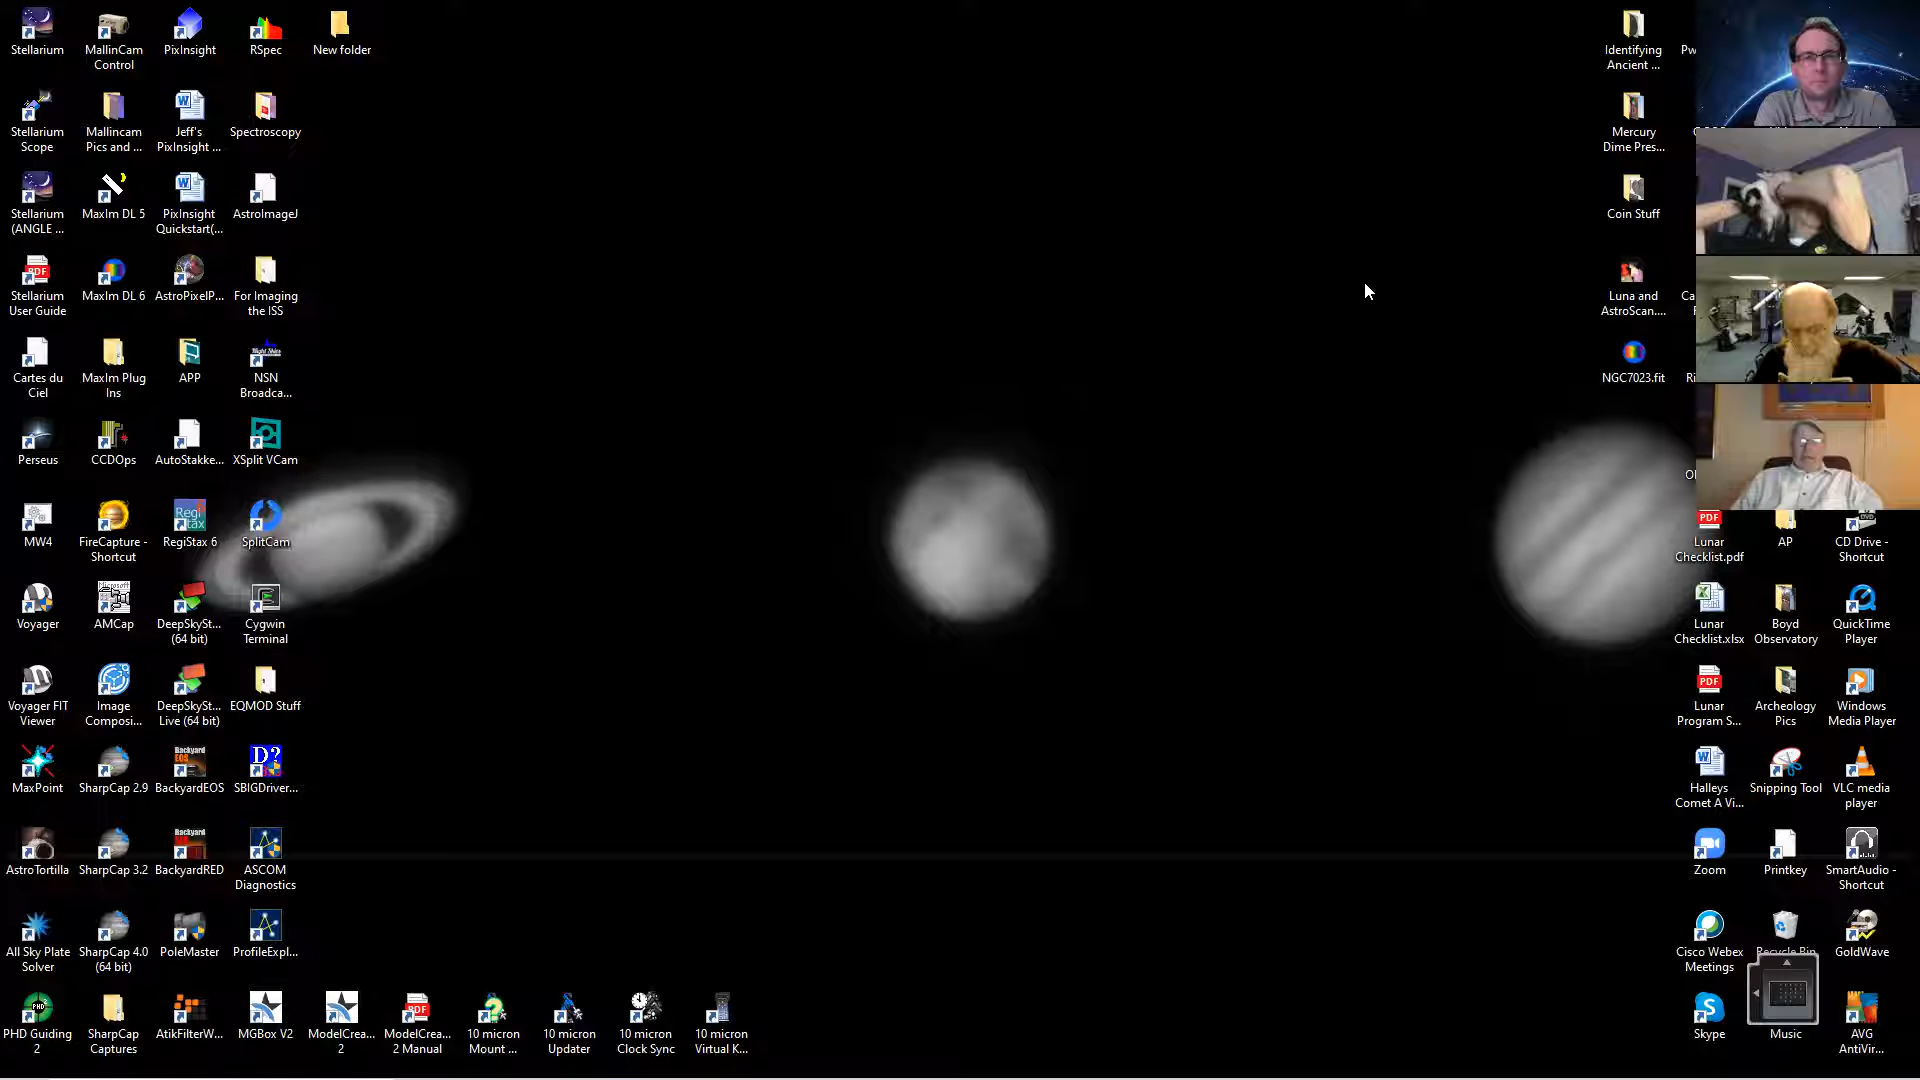 Stellarium
MallinCam
Control
PixInsight
RSpec
New folder
Identifying
Ancient ...
Stellarium
Scope
Mallincam
Pics and ...
Jeff's
PixInsight ...
Spectroscopy
Mercury
Dime Pres...
Stellarium
(ANGLE ...
MaxIm DL 5
PixInsight
Quickstart(...
AstroImageJ
Coin Stuff
Stellarium
User Guide
MaxIm DL 6
AstroPixelP...
For Imaging
the ISS
Luna and
AstroScan....
Cartes du
Ciel
MaxIm Plug
Ins
APP
NSN
Broadca...
NGC7023.fit
Perseus
CCDOps
AutoStakke...
XSplit VCam
MW4
FireCapture -
Shortcut
RegiStax 6
SplitCam
Lunar
Checklist.pdf
AP
CD Drive -
Shortcut
Voyager
AMCap
DeepSkySt...
(64 bit)
Cygwin
Terminal
Lunar
Checklist.xlsx
Boyd
Observatory
QuickTime
Player
Voyager FIT
Viewer
Image
Composi...
DeepSkySt...
Live (64 bit)
EQMOD Stuff
Lunar
Program S...
Archeology
Pics
Windows
Media Player
MaxPoint
SharpCap 2.9
BackyardEOS
SBIGDriver...
Halleys
Comet A Vi...
Snipping Tool
VLC media
player
AstroTortilla
SharpCap 3.2
BackyardRED
ASCOM
Diagnostics
Zoom
Printkey
SmartAudio -
Shortcut
All Sky Plate
Solver
SharpCap 4.0
(64 bit)
PoleMaster
ProfileExpl...
Cisco Webex
Meetings
Recycle Bin
GoldWave
PHD Guiding
2
SharpCap
Captures
AtikFilterW...
MGBox V2
ModelCrea...
2
ModelCrea...
2 Manual
10 micron
Mount ...
10 micron
Updater
10 micron
Clock Sync
10 micron
Virtual K...
Skype
Music
AVG
AntiVir...